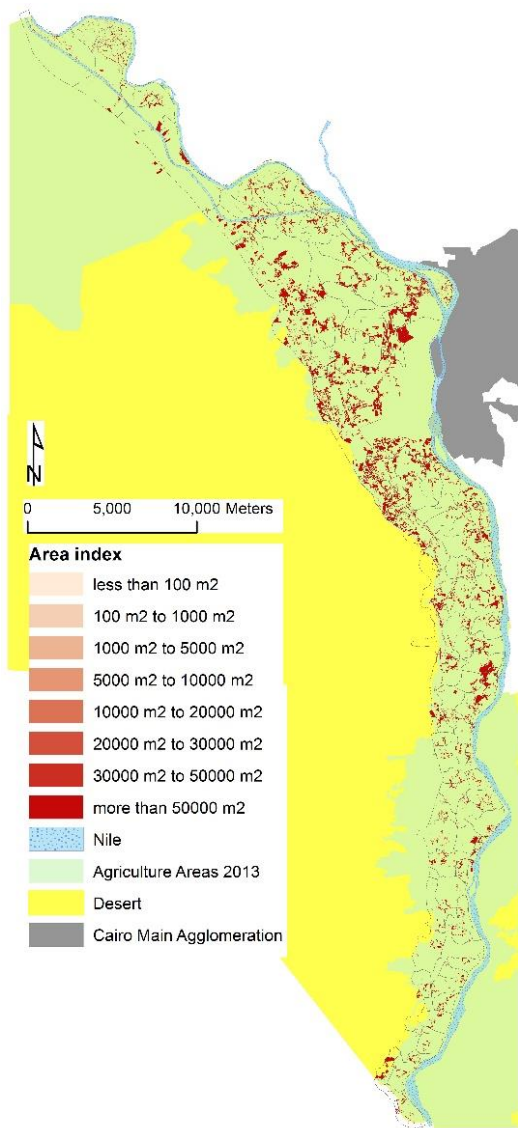 N
0 5,000 10,000 Meters
Area index
less than 100 m2
100 m2 to 1000 m2
1000 m2 to 5000 m2
5000 m2 to 10000 m2
10000 m2 to 20000 m2
20000 m2 to 30000 m2
30000 m2 to 50000 m2
more than 50000 m2
Nile
Agriculture Areas 2013
Desert
Cairo Main Agglomeration